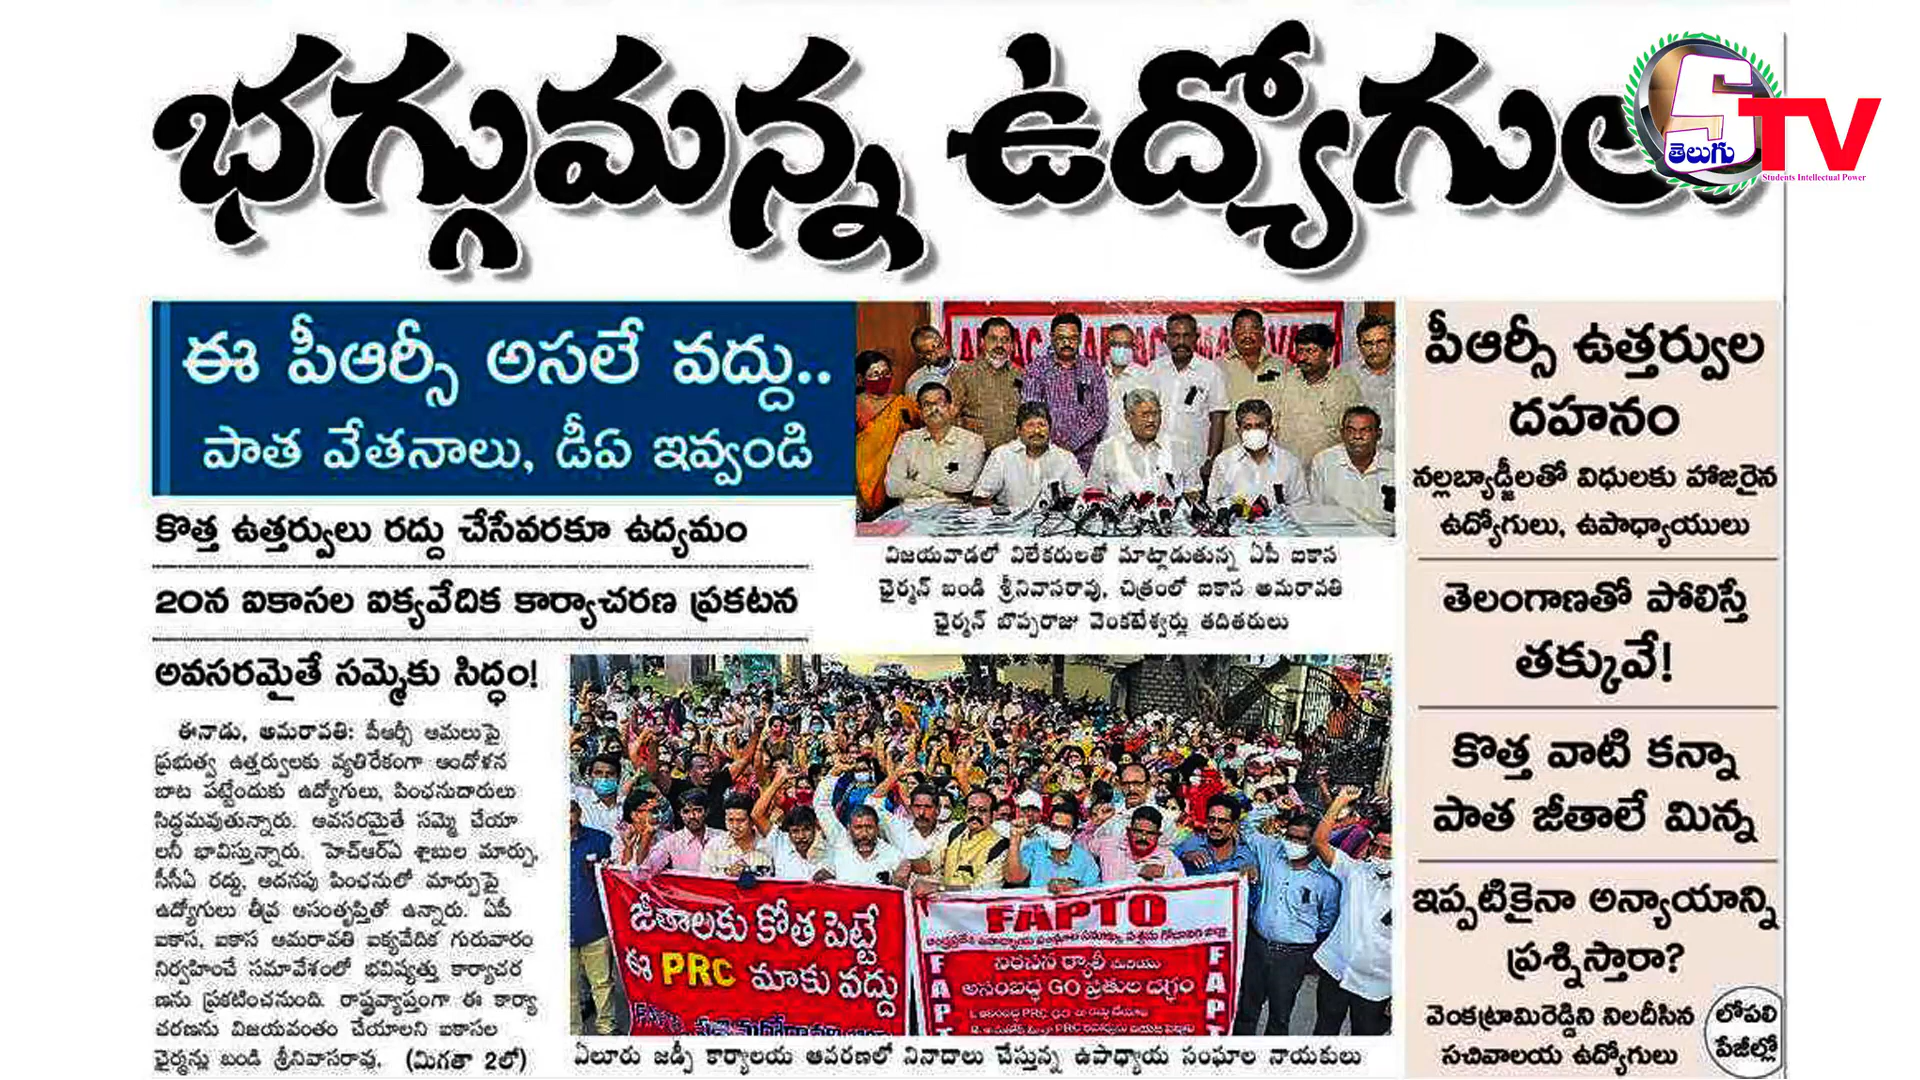 భగ్గుమన్న ఉద్యోగులు
తెలుగు
S TV
Students Intellectual Power
ఈ పీఆర్సీ అసలే వద్దు..
పాత వేతనాలు, డీఏ ఇవ్వండి
కొత్త ఉత్తర్వులు రద్దు చేసేవరకూ ఉద్యమం
20న ఐకాసల ఐక్యవేదిక కార్యాచరణ ప్రకటన
అవసరమైతే సమ్మెకు సిద్ధం!
ఈనాడు, అమరావతి: పీఆర్సీ అమలుపై
ప్రభుత్వ ఉత్తర్వులకు వ్యతిరేకంగా ఆందోళన
బాట పట్టేందుకు ఉద్యోగులు, పింఛనుదారులు
సిద్ధమవుతున్నారు. అవసరమైతే సమ్మె చేయా
లనీ భావిస్తున్నారు. హెచ్ఆర్ఏ శ్లాబుల మార్పు,
సీసీఏ రద్దు, అదనపు పింఛనులో మార్పుపై
ఉద్యోగులు తీవ్ర అసంతృప్తితో ఉన్నారు. ఏపీ
ఐకాస, ఐకాస అమరావతి ఐక్యవేదిక గురువారం
నిర్వహించే సమావేశంలో భవిష్యత్తు కార్యాచర
ణను ప్రకటించనుంది. రాష్ట్రవ్యాప్తంగా ఈ కార్యా
చరణను విజయవంతం చేయాలని ఐకాసల
ఛైర్మన్లు బండి శ్రీనివాసరావు, (మిగతా 2లో)
విజయవాడలో విలేకరులతో మాట్లాడుతున్న ఏపీ ఐకాస
ఛైర్మన్ బండి శ్రీనివాసరావు. చిత్రంలో ఐకాస అమరావతి
ఛైర్మన్ బొప్పరాజు వెంకటేశ్వర్లు తదితరులు
జీతాలకు కోత పెట్టే
ఈ PRC మాకు వద్దు
FAPTO
నిరసన ర్యాలీ మరియు
అసంబద్ధ GO ప్రతుల దగ్ధం
FAPT
FAPT
ఏలూరు జడ్పీ కార్యాలయ ఆవరణలో నినాదాలు చేస్తున్న ఉపాధ్యాయ సంఘాల నాయకులు
పీఆర్సీ ఉత్తర్వుల
దహనం
నల్లబ్యాడ్జీలతో విధులకు హాజరైన
ఉద్యోగులు, ఉపాధ్యాయులు
తెలంగాణతో పోలిస్తే
తక్కువే!
కొత్త వాటి కన్నా
పాత జీతాలే మిన్న
ఇప్పటికైనా అన్యాయాన్ని
ప్రశ్నిస్తారా?
వెంకట్రామిరెడ్డిని నిలదీసిన
సచివాలయ ఉద్యోగులు
లోపలి
పేజీల్లో